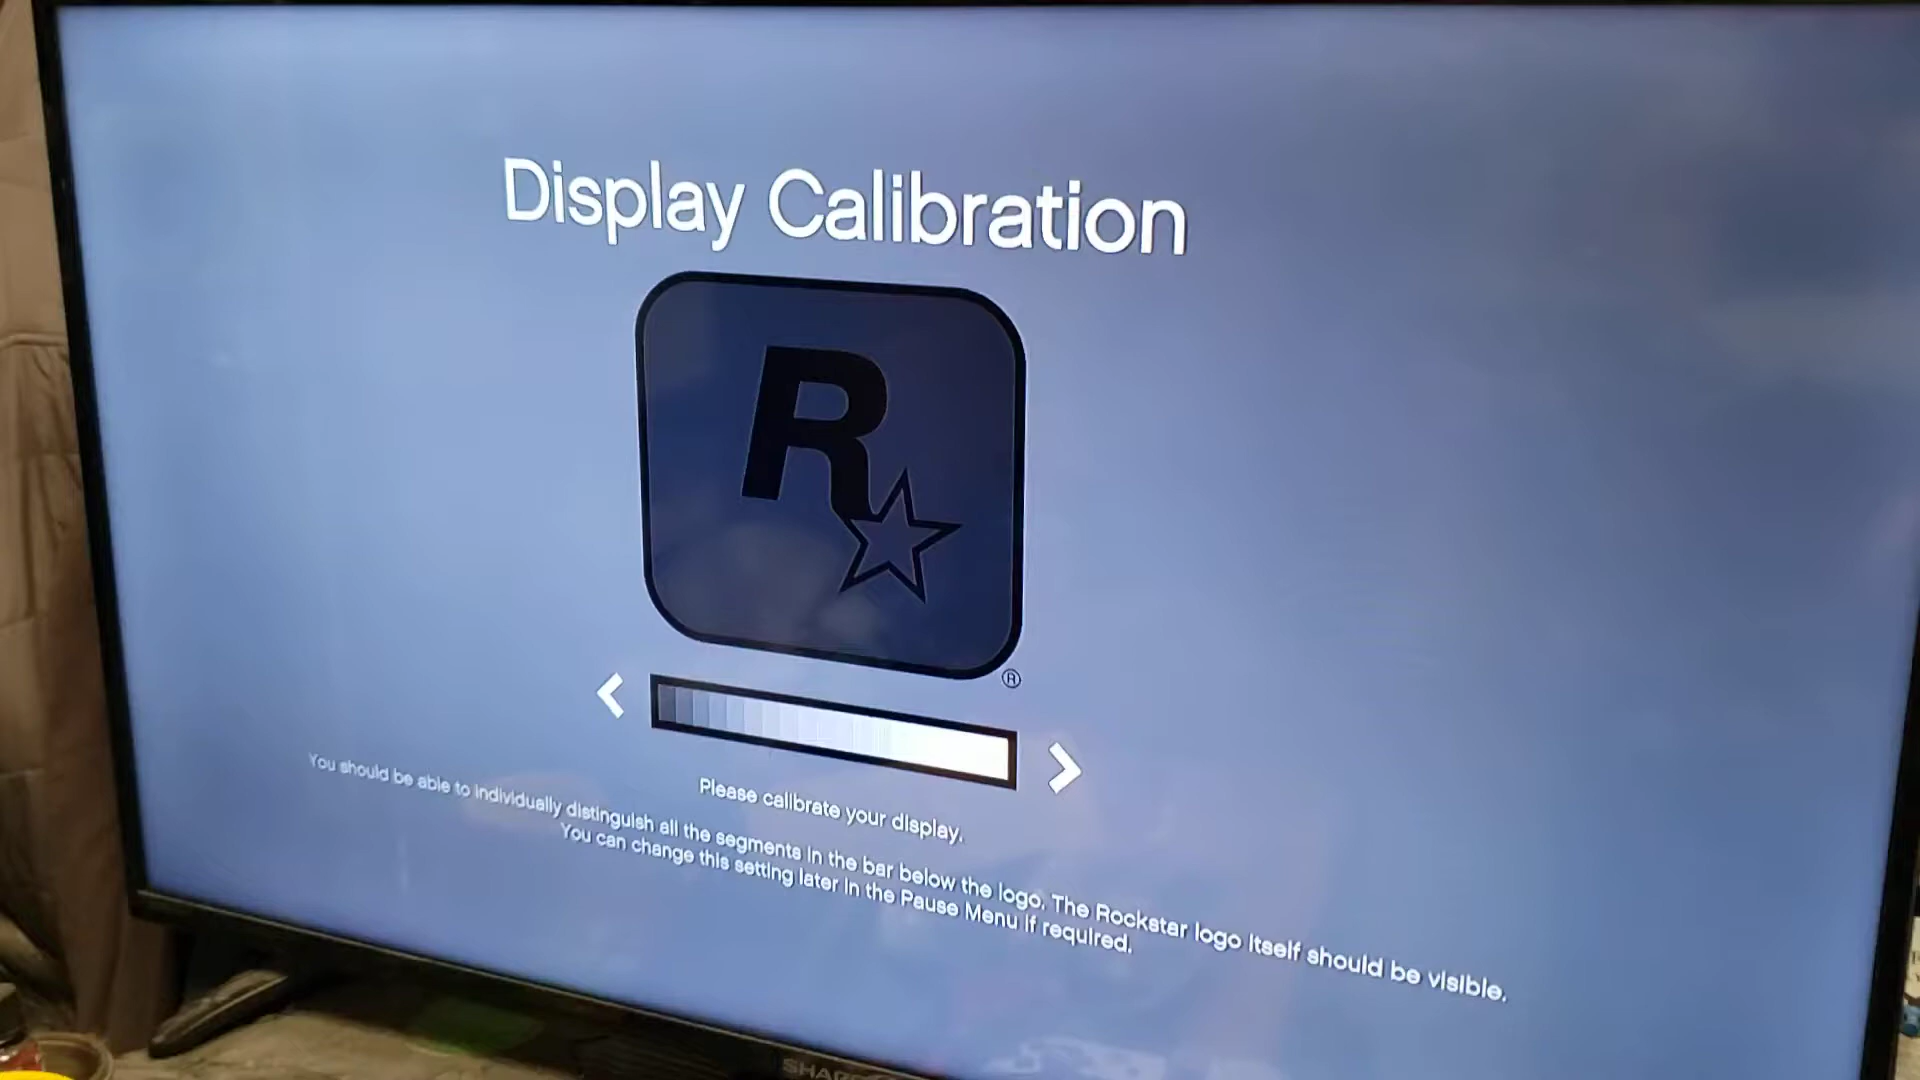 Display Calibration
R
®
Please calibrate your display.
You should be able to individually distinguish all the segments in the bar below the logo. The Rockstar logo itself should be visible.
You can change this setting later in the Pause Menu if required.
SHARP